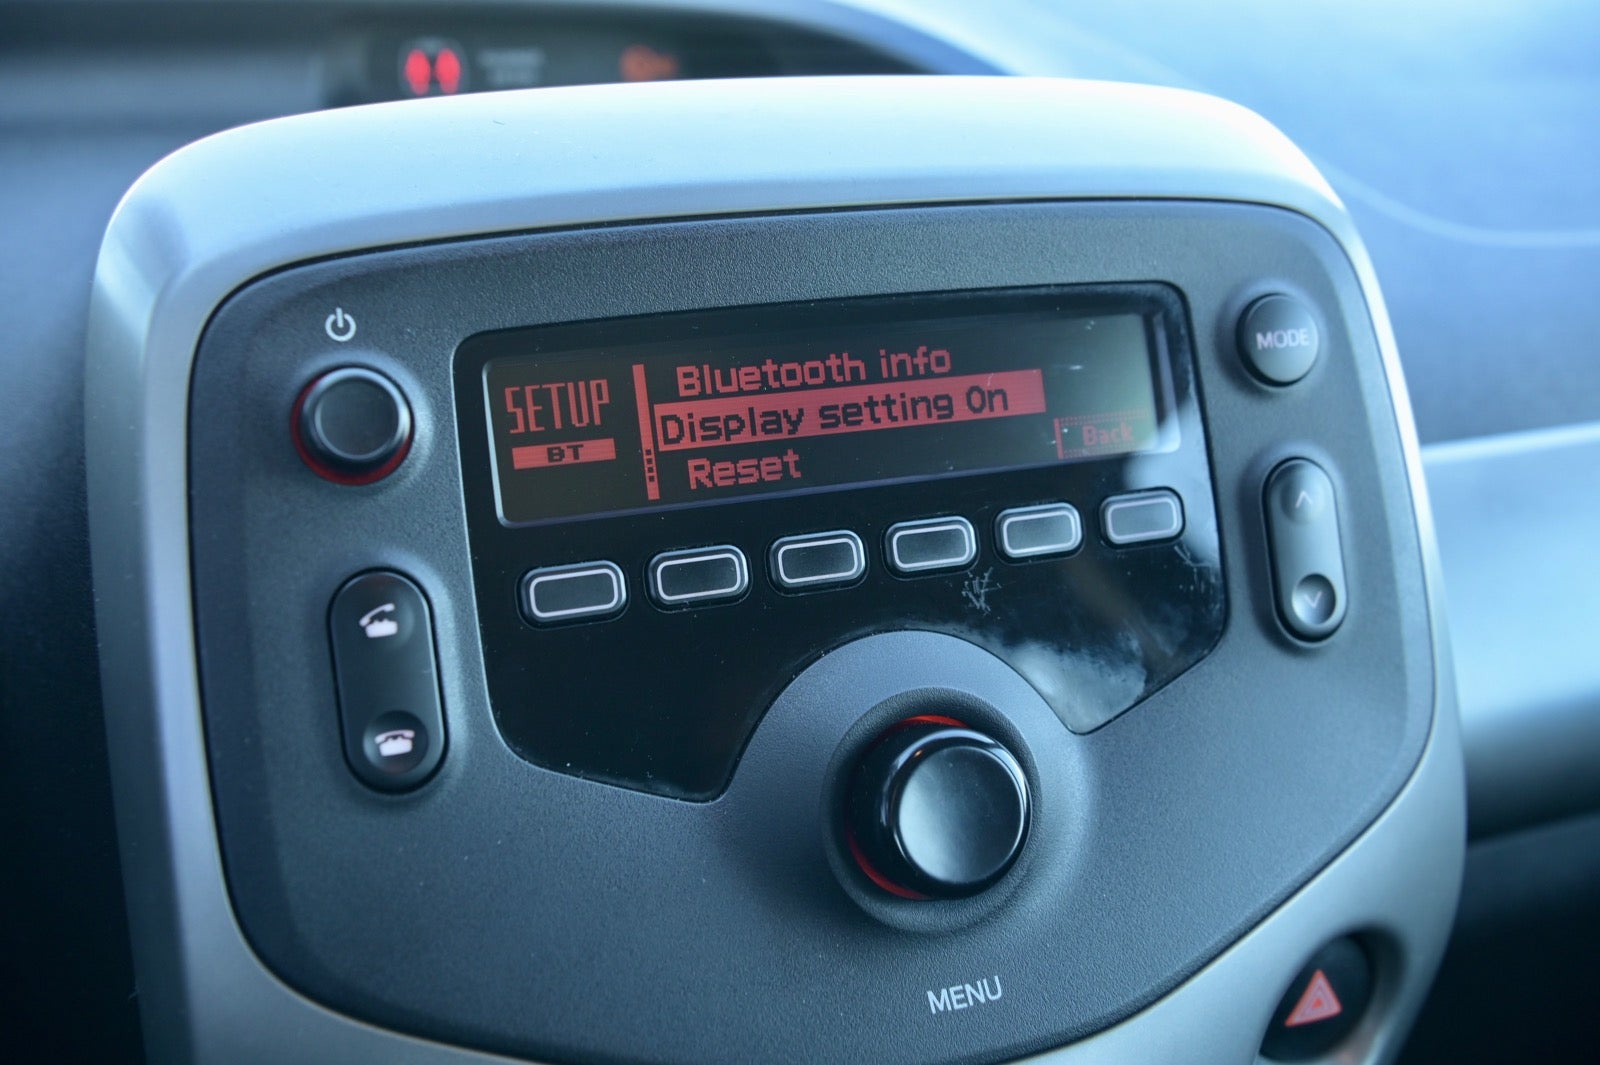 SETUP
BT
Bluetooth info
Display setting On
Reset
Back
MODE
MENU